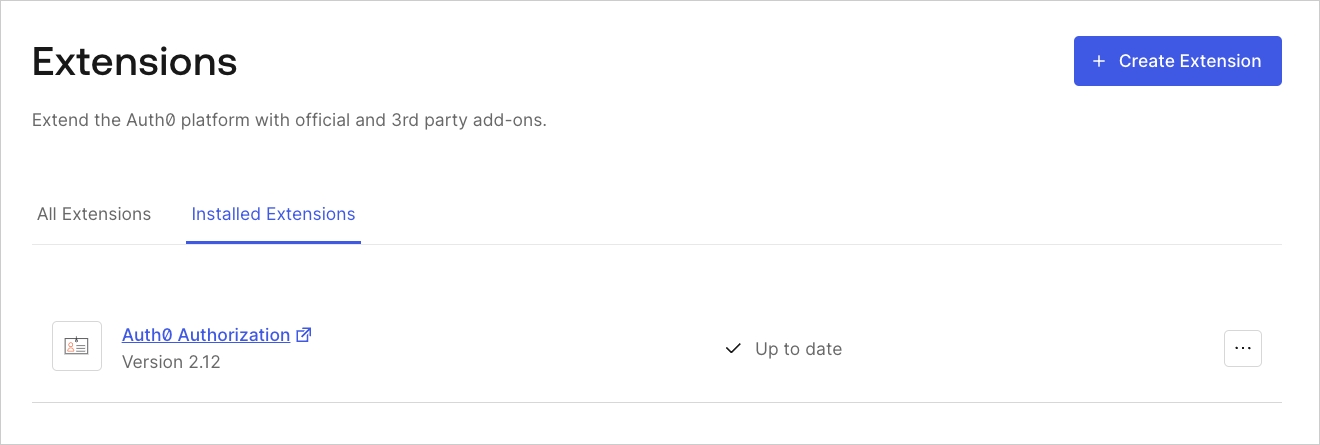 Extensions
+ Create Extension
Extend the Auth0 platform with official and 3rd party add-ons.
All Extensions
Installed Extensions
Auth0 Authorization
Up to date
Version 2.12